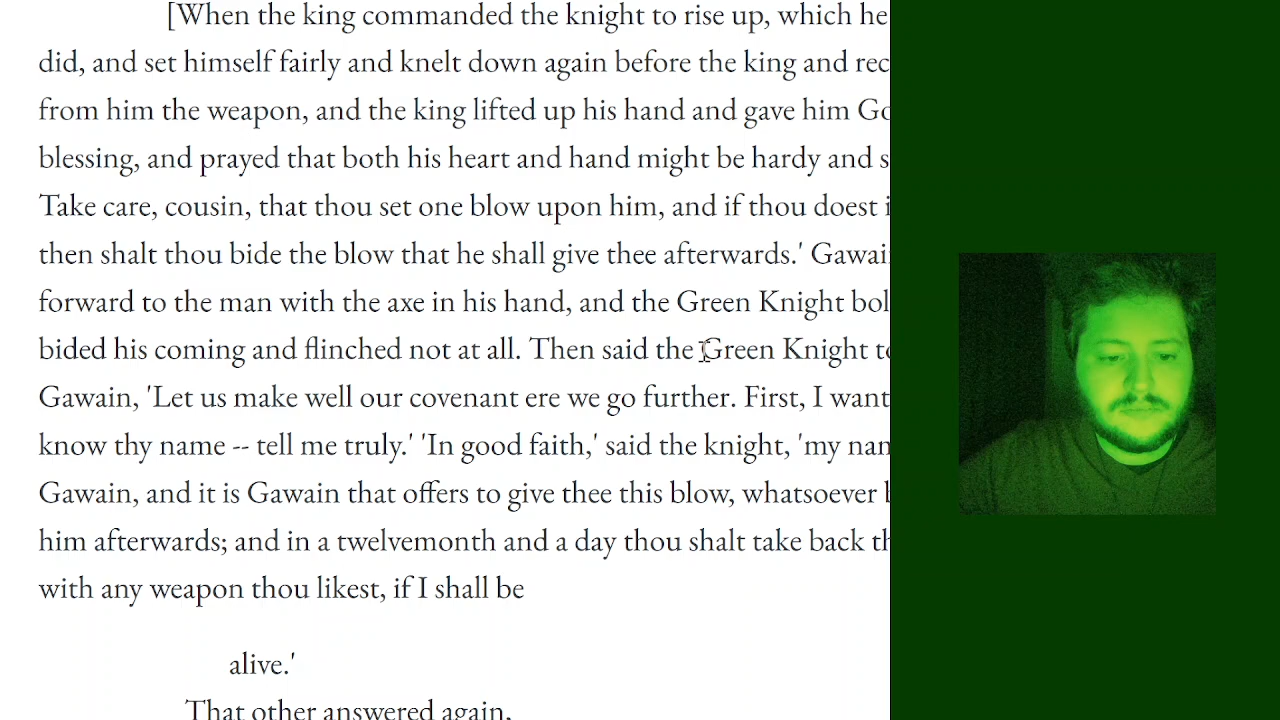 [When the king commanded the knight to rise up, which he
did, and set himself fairly and knelt down again before the king and
from him the weapon, and the king lifted up his hand and gave him
blessing, and prayed that both his heart and hand might be hardy and
Take care, cousin, that thou set one blow upon him, and if thou doest
then shalt thou bide the blow that he shall give thee afterwards.'
forward to the man with the axe in his hand, and the Green Knight
bided his coming and flinched not at all. Then said the Green Knight
Gawain, 'Let us make well our covenant ere we go further. First, I want
know thy name -- tell me truly.' 'In good faith,' said the knight, 'my
Gawain, and it is Gawain that offers to give thee this blow, whatsoever
him afterwards; and in a twelvemonth and a day thou shalt take back
with any weapon thou likest, if I shall be
alive.'
That other answered again,